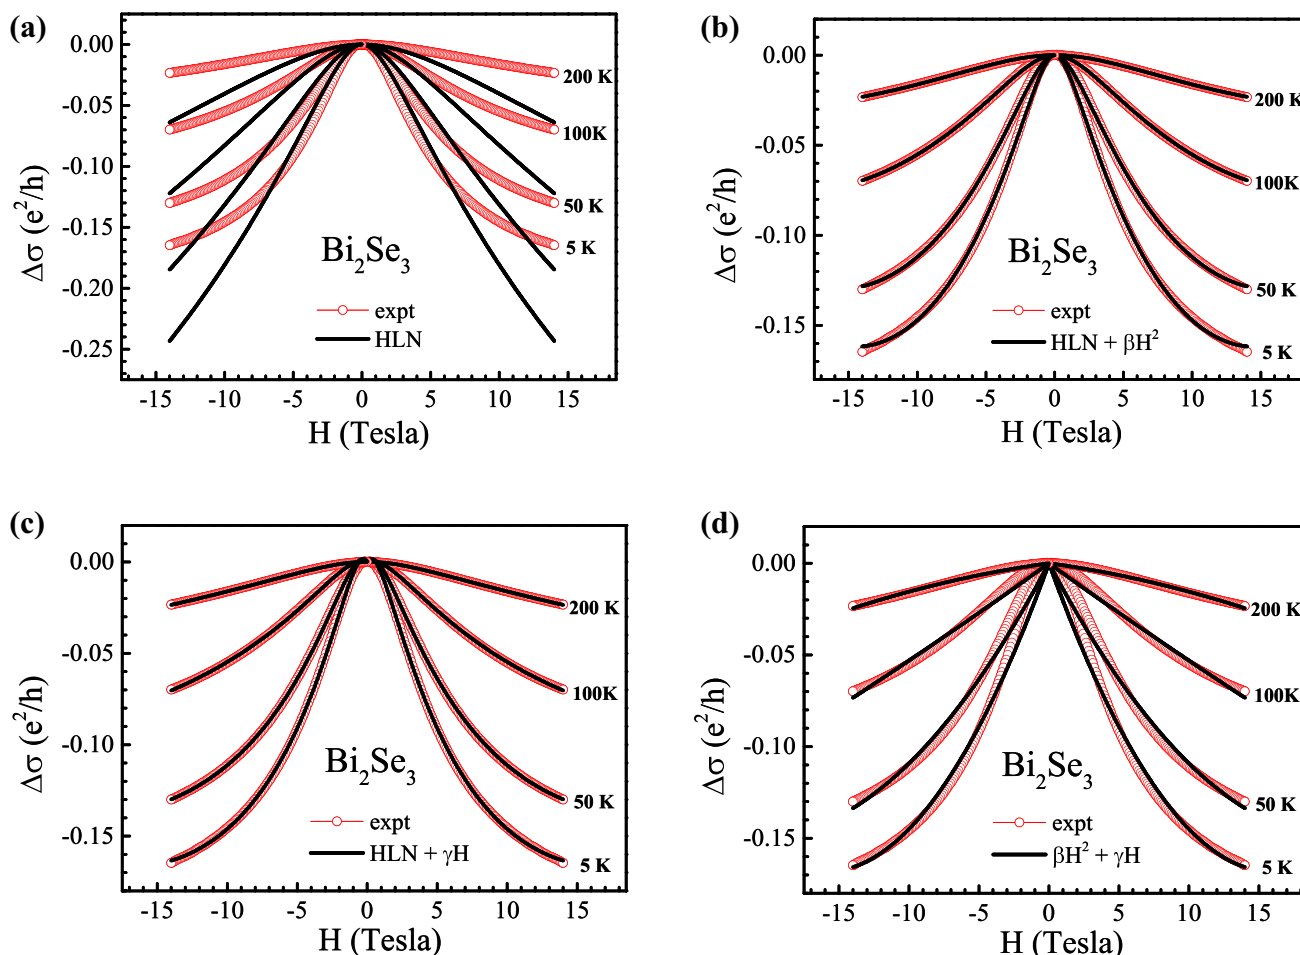 (a)
0.00
-0.05
-0.10
-0.15
-0.20
-0.25
Δσ (e²/h)
200 K
100K
50 K
5 K
Bi₂Se₃
expt
HLN
-15 -10 -5 0 5 10 15
H (Tesla)
(b)
0.00
-0.05
-0.10
-0.15
Δσ (e²/h)
200 K
100K
50 K
5 K
Bi₂Se₃
expt
HLN + βH²
-15 -10 -5 0 5 10 15
H (Tesla)
(c)
0.00
-0.05
-0.10
-0.15
Δσ (e²/h)
200 K
100K
50 K
5 K
Bi₂Se₃
expt
HLN + γH
-15 -10 -5 0 5 10 15
H (Tesla)
(d)
0.00
-0.05
-0.10
-0.15
Δσ (e²/h)
200 K
100K
50 K
5 K
Bi₂Se₃
expt
βH² + γH
-15 -10 -5 0 5 10 15
H (Tesla)